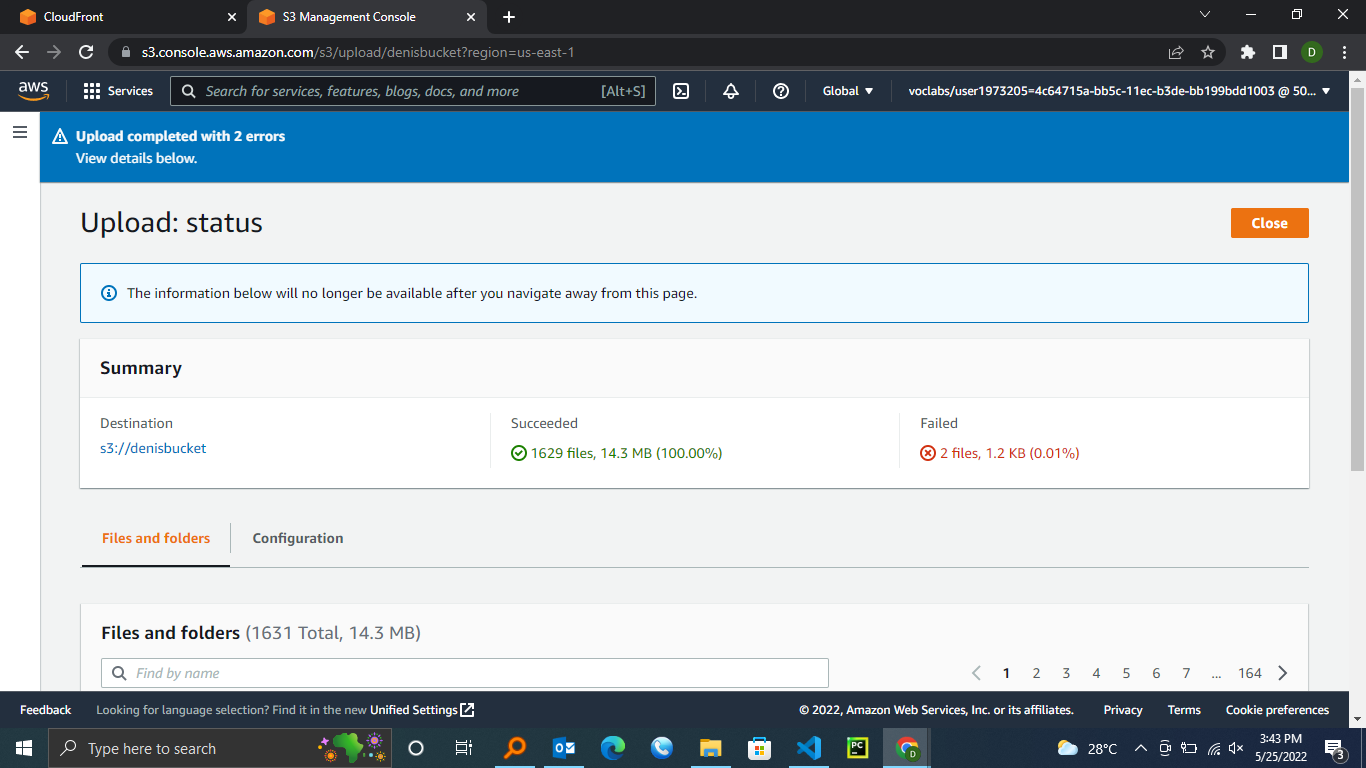 CloudFront
S3 Management Console
s3.console.aws.amazon.com/s3/upload/denisbucket?region=us-east-1
D
aws
Services
Search for services, features, blogs, docs, and more
[Alt+S]
Global
voclabs/user1973205=4c64715a-bb5c-11ec-b3de-bb199bdd1003 @ 50...
Upload completed with 2 errors
View details below.
Upload: status
Close
The information below will no longer be available after you navigate away from this page.
Summary
Destination
s3://denisbucket
Succeeded
1629 files, 14.3 MB (100.00%)
Failed
2 files, 1.2 KB (0.01%)
Files and folders
Configuration
Files and folders (1631 Total, 14.3 MB)
Find by name
1 2 3 4 5 6 7 ... 164
Feedback
Looking for language selection? Find it in the new Unified Settings
© 2022, Amazon Web Services, Inc. or its affiliates.
Privacy
Terms
Cookie preferences
Type here to search
PC
D
28°C
3:43 PM
5/25/2022
3